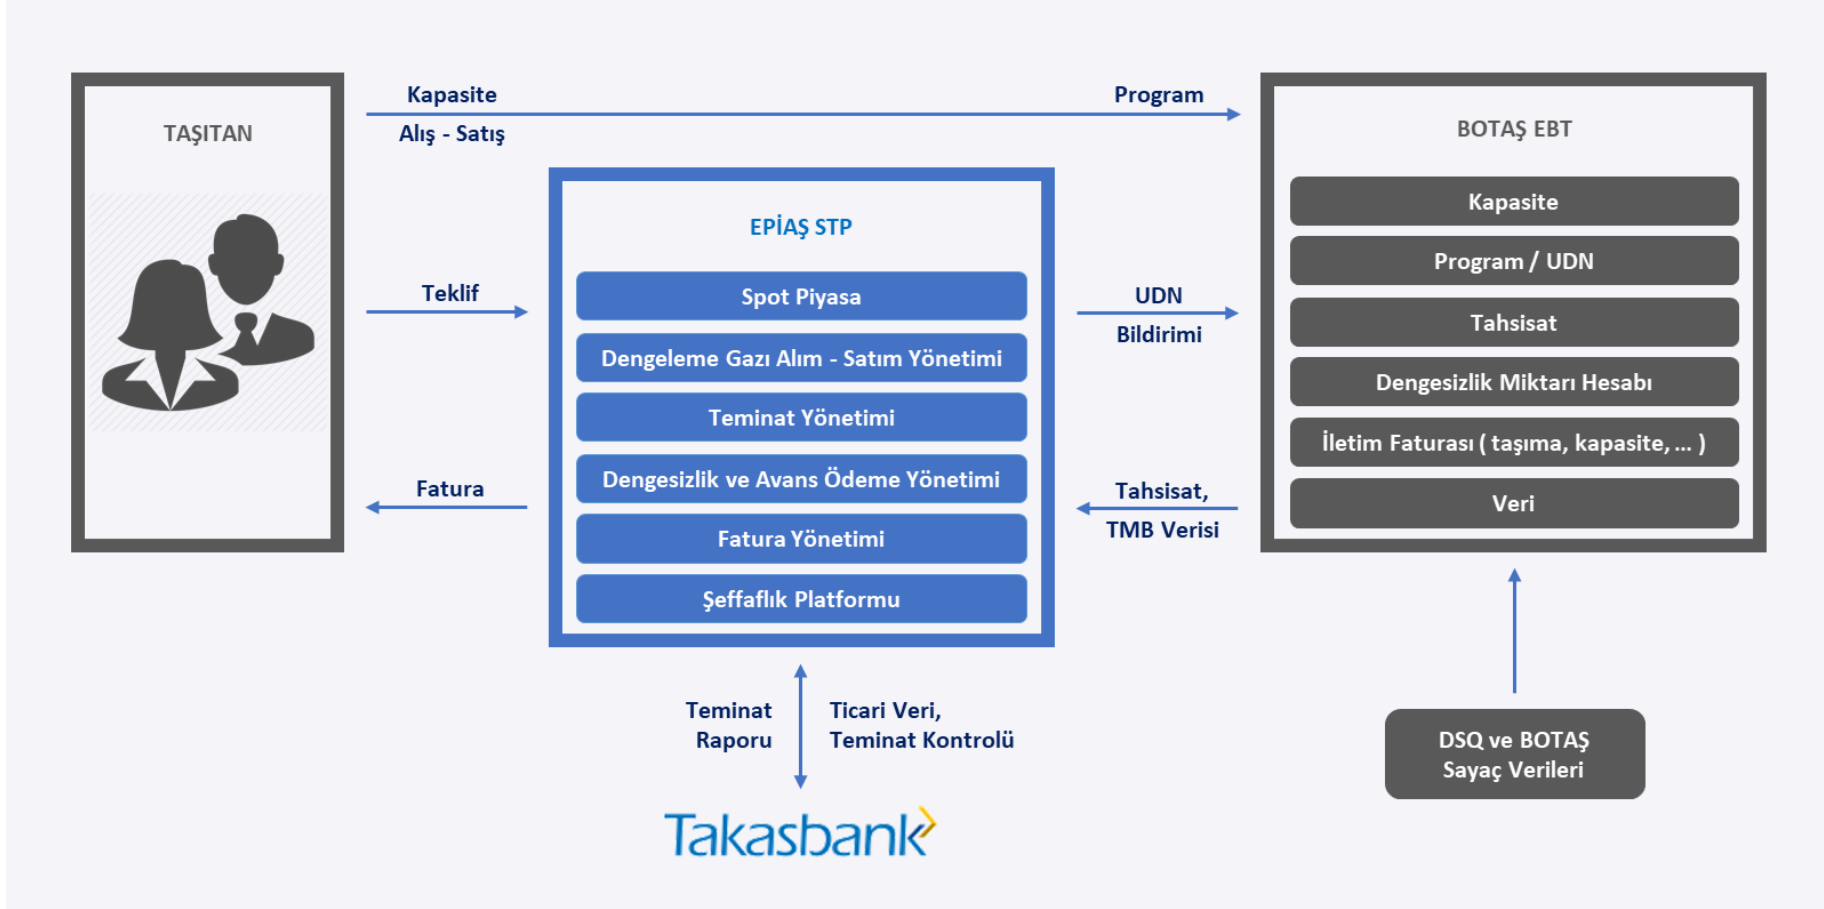 TAŞITAN
Kapasite
Alış - Satış
Program
Teklif
Fatura
EPİAŞ STP
Spot Piyasa
Dengeleme Gazı Alım - Satım Yönetimi
Teminat Yönetimi
Dengesizlik ve Avans Ödeme Yönetimi
Fatura Yönetimi
Şeffaflık Platformu
UDN
Bildirimi
Tahsisat,
TMB Verisi
BOTAŞ EBT
Kapasite
Program / UDN
Tahsisat
Dengesizlik Miktarı Hesabı
İletim Faturası ( taşıma, kapasite, ... )
Veri
Teminat
Raporu
Ticari Veri,
Teminat Kontrolü
Takasbank
DSQ ve BOTAŞ
Sayaç Verileri